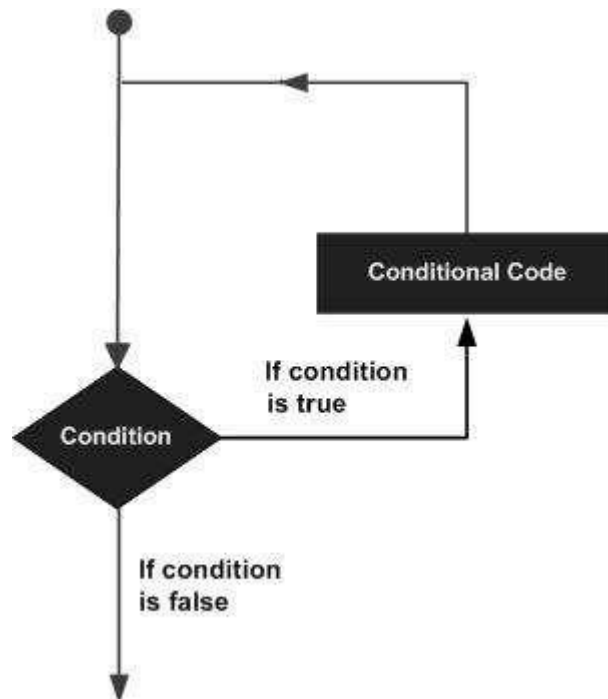 Conditional Code
If condition
is true
Condition
If condition
is false